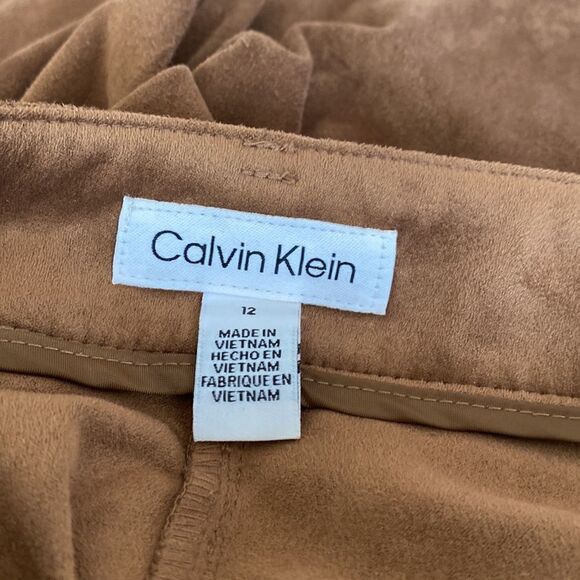 Calvin Klein
12
MADE IN
VIETNAM
HECHO EN
VIETNAM
FABRIQUE EN
VIETNAM